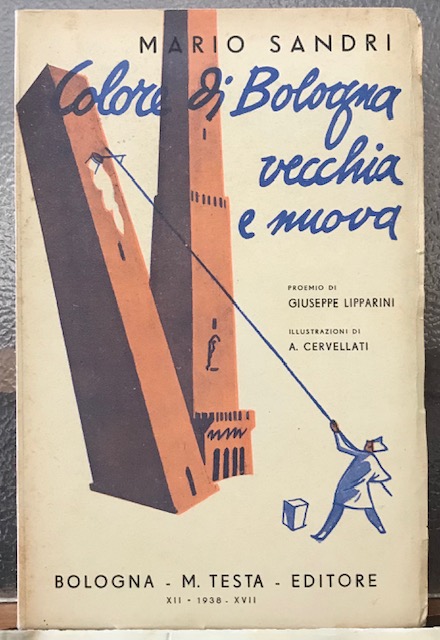 MARIO SANDRI
Colore di Bologna
vecchia
e nuova
PROEMIO DI
GIUSEPPE LIPPARINI
ILLUSTRAZIONI DI
A. CERVELLATI
BOLOGNA - M. TESTA - EDITORE
XII - 1938 - XVII